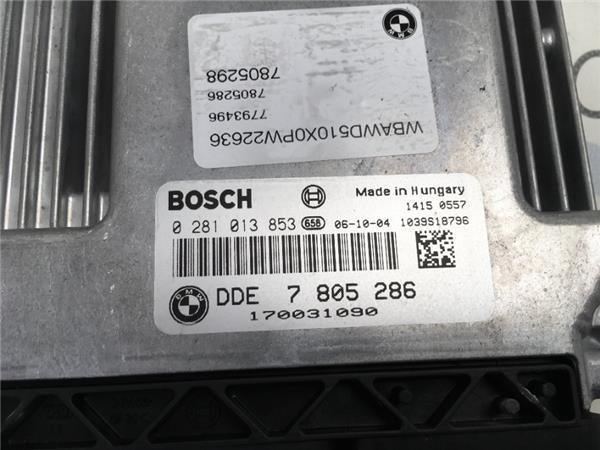 WBAWD510X0PW22636
7793496
7805286
7805298
BOSCH
Made in Hungary
1415 0557
0 281 013 853 658 06-10-04 1039S18796
BMW DDE 7 805 286
170031090